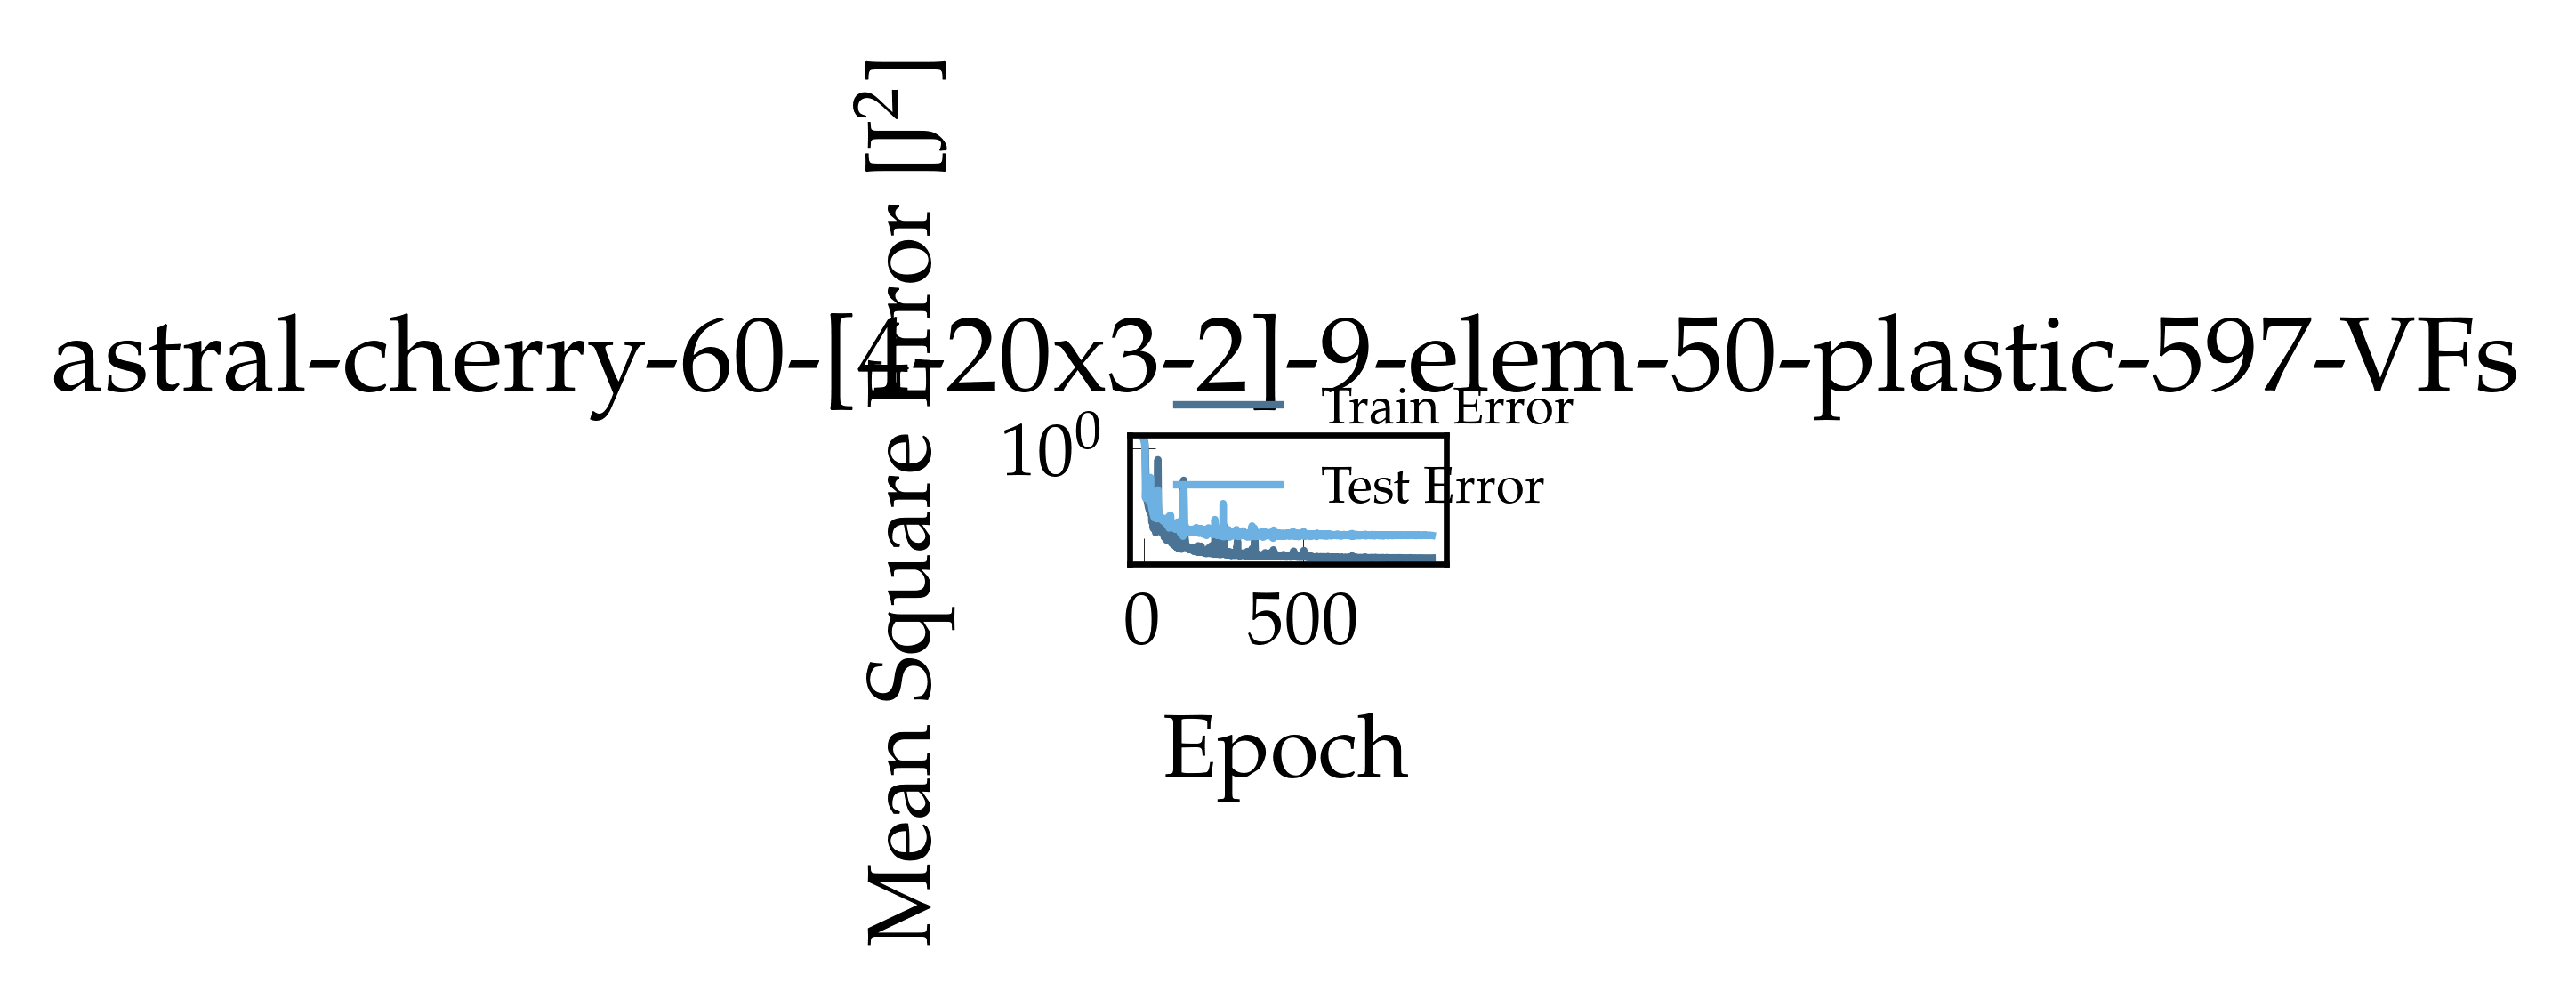 astral-cherry-60-[4-20x3-2]-9-elem-50-plastic-597-VFs
Mean Square Error [J²]
10⁰
Train Error
Test Error
0 500
Epoch